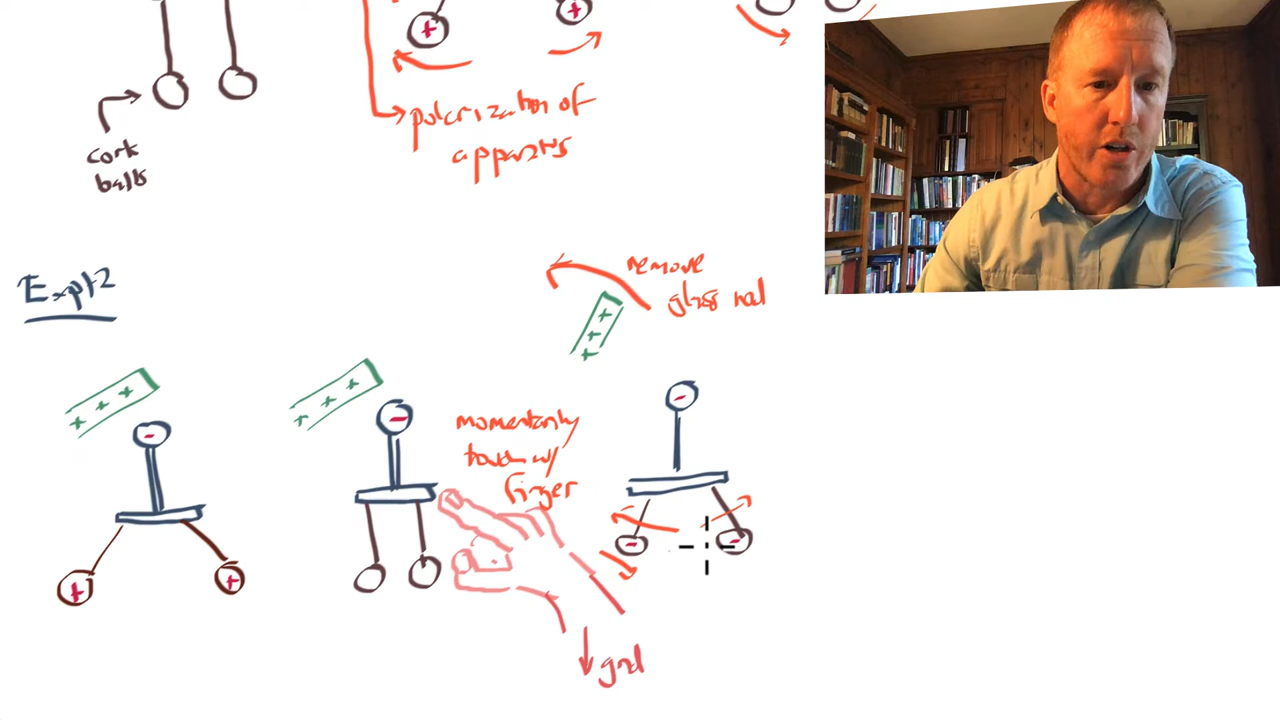 +
+
cork
balls
polarization of
apparatus
Expt 2
remove
glass rod
+ + +
+ + +
+ + +
momentarily
touch w/
finger
-
-
-
+
+
-
-
gnd